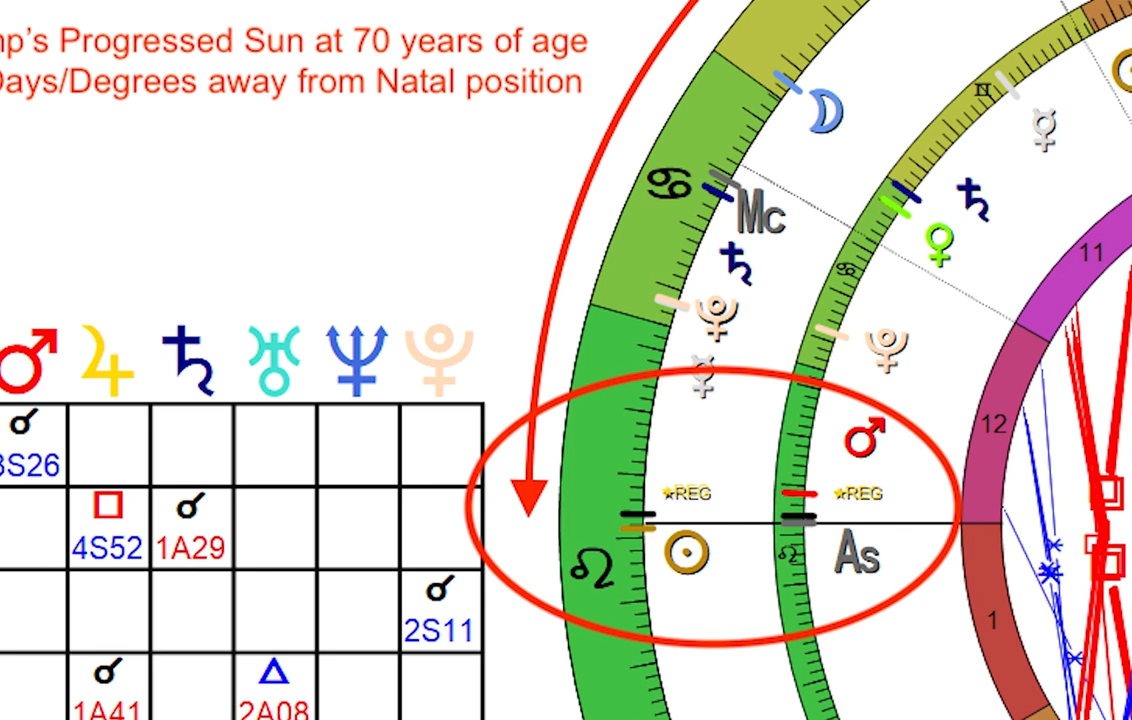 's Progressed Sun at 70 years of age
Days/Degrees away from Natal position
♊
☽
☿
♋
Mc
♄
♄
♀
♋
11
♇
♇
☿
♂ ♃ ♄ ♅ ♆ ♇
12
♂
☌
3S26
★REG
★REG
□ ☌
4S52 1A29
☉
♌
♌
As
☌
2S11
1
☌ △
1A41 2A08